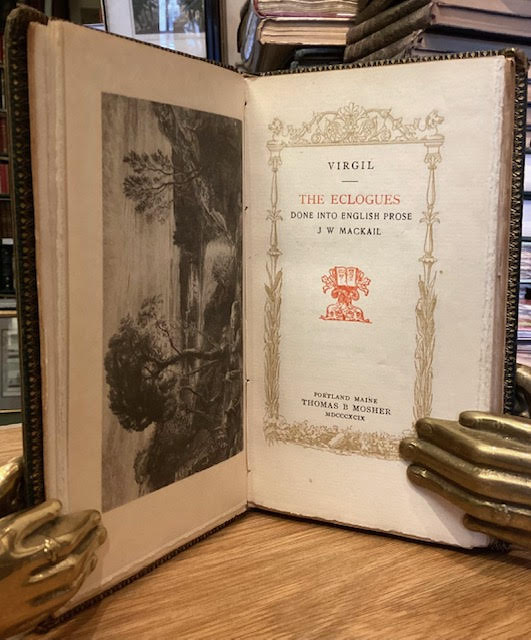 VIRGIL
THE ECLOGUES
DONE INTO ENGLISH PROSE
J W MACKAIL
PORTLAND MAINE
THOMAS B MOSHER
MDCCCXCIX